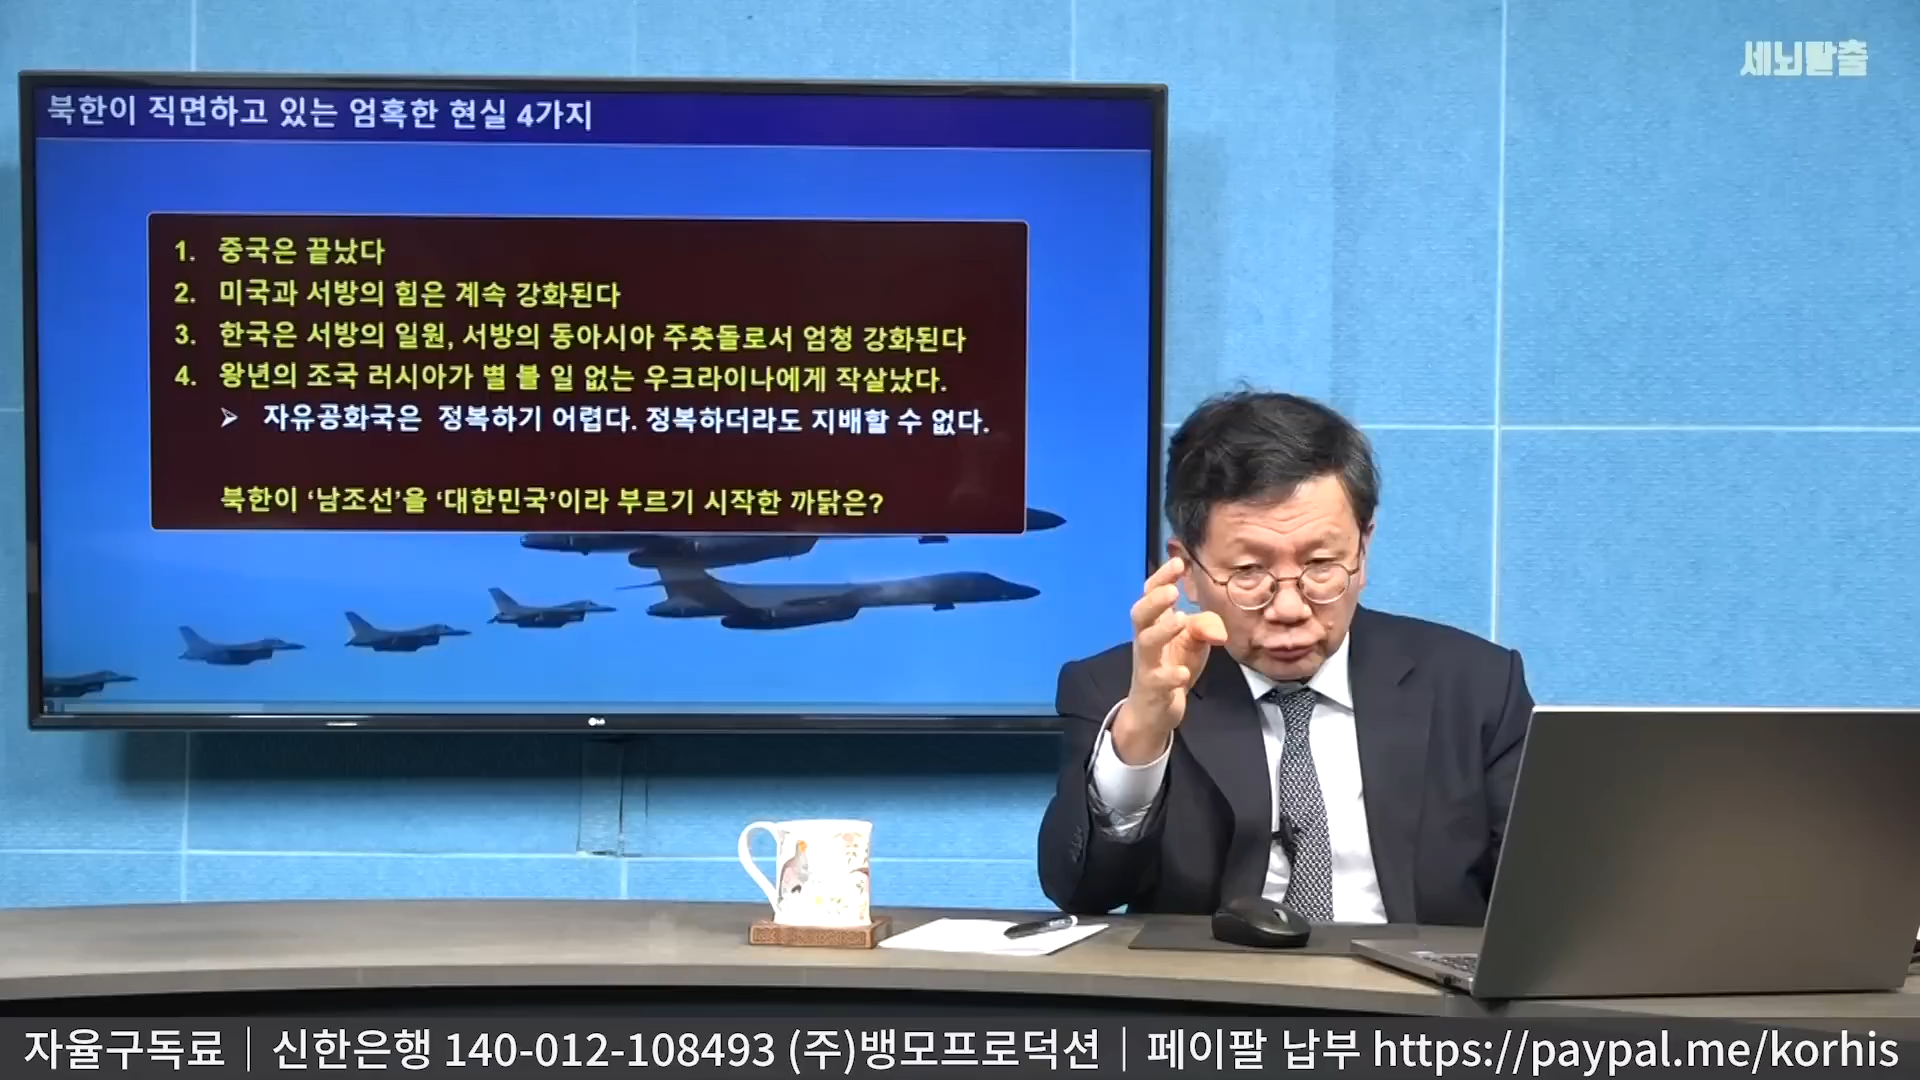 세뇌탈출
북한이 직면하고 있는 엄혹한 현실 4가지
1. 중국은 끝났다
2. 미국과 서방의 힘은 계속 강화된다
3. 한국은 서방의 일원, 서방의 동아시아 주춧돌로서 엄청 강화된다
4. 왕년의 조국 러시아가 별 볼 일 없는 우크라이나에게 작살났다.
➢ 자유공화국은 정복하기 어렵다. 정복하더라도 지배할 수 없다.
북한이 ‘남조선’을 ‘대한민국’이라 부르기 시작한 까닭은?
LG
자율구독료│신한은행 140-012-108493 (주)뱅모프로덕션│페이팔 납부 https://paypal.me/korhis